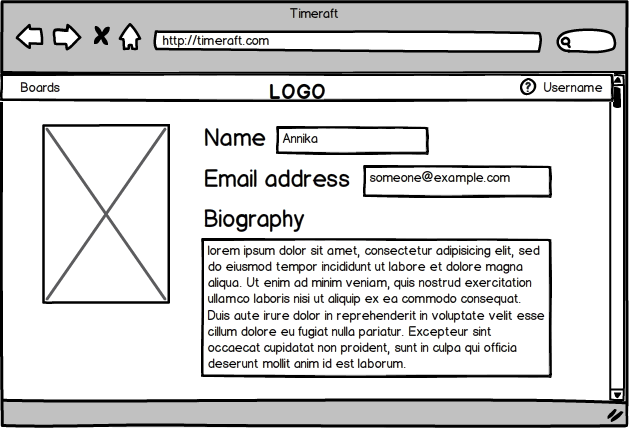 Timeraft
http://timeraft.com
Boards
LOGO
? Username
Name Annika
Email address someone@example.com
Biography
lorem ipsum dolor sit amet, consectetur adipisicing elit, sed
do eiusmod tempor incididunt ut labore et dolore magna
aliqua. Ut enim ad minim veniam, quis nostrud exercitation
ullamco laboris nisi ut aliquip ex ea commodo consequat.
Duis aute irure dolor in reprehenderit in voluptate velit esse
cillum dolore eu fugiat nulla pariatur. Excepteur sint
occaecat cupidatat non proident, sunt in culpa qui officia
deserunt mollit anim id est laborum.